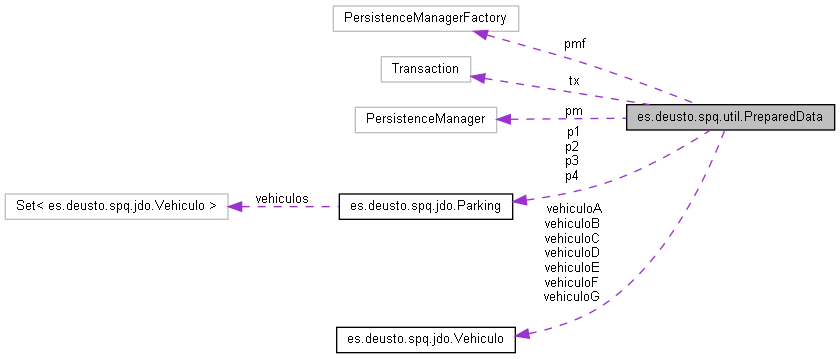 PersistenceManagerFactory
pmf
Transaction
tx
es.deusto.spq.util.PreparedData
PersistenceManager
pm
p1
p2
p3
p4
Set< es.deusto.spq.jdo.Vehiculo >
vehiculos
es.deusto.spq.jdo.Parking
vehiculoA
vehiculoB
vehiculoC
vehiculoD
vehiculoE
vehiculoF
vehiculoG
es.deusto.spq.jdo.Vehiculo